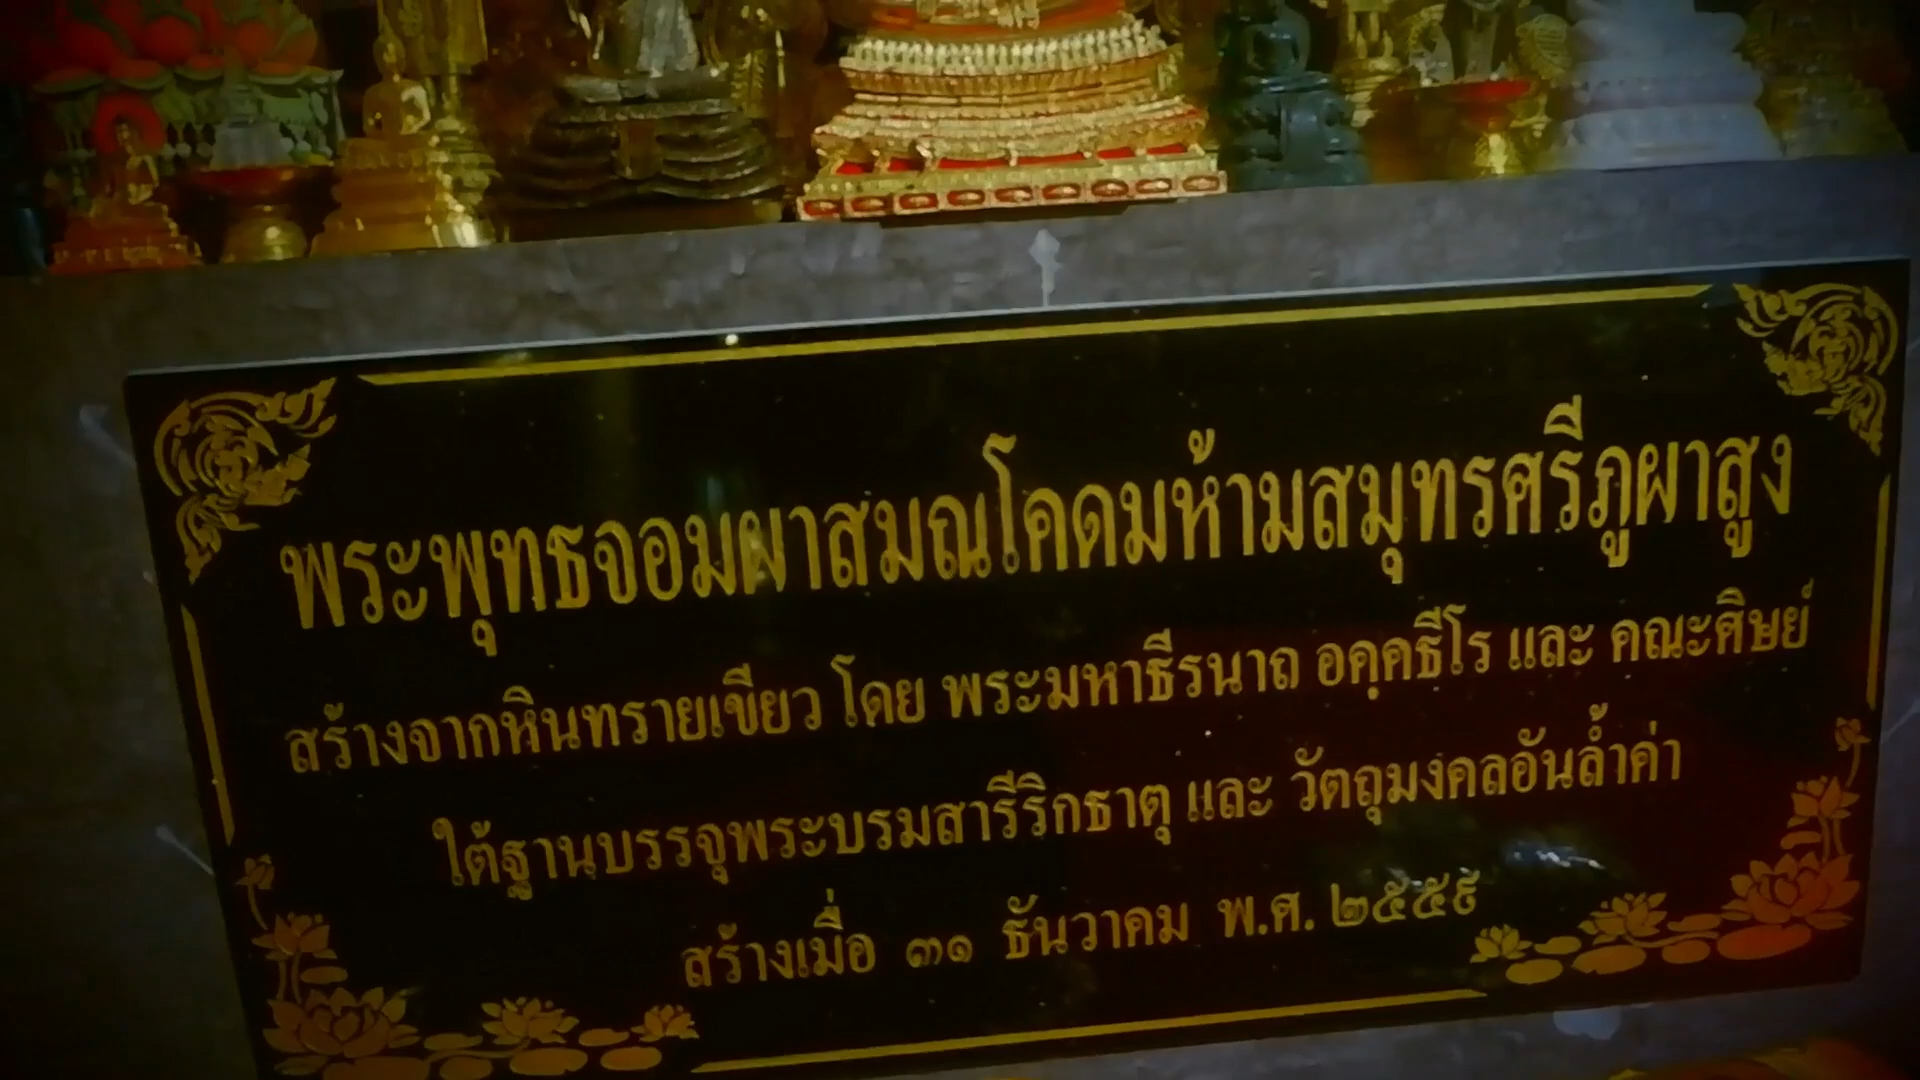 พระพุทธจอมผาสมณโคดมห้ามสมุทรศรีภูผาสูง
สร้างจากหินทรายเขียว โดย พระมหาธีรนาถ อคฺคธีโร และ คณะศิษย์
ใต้ฐานบรรจุพระบรมสารีริกธาตุ และ วัตถุมงคลอันล้ำค่า
สร้างเมื่อ ๓๑ ธันวาคม พ.ศ. ๒๕๕๙